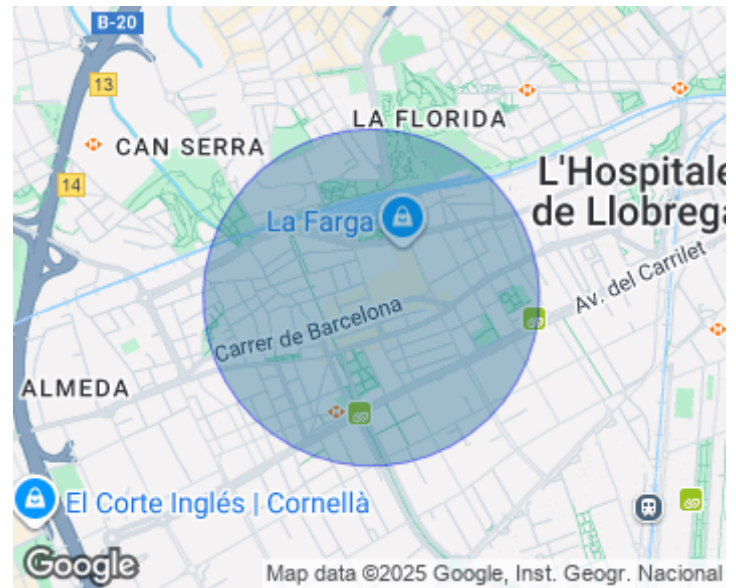 B-20
13
LA FLORIDA
CAN SERRA
14
L'Hospitale
de Llobrega
La Farga
Av. del Carrilet
Carrer de Barcelona
ALMEDA
El Corte Inglés | Cornellà
Google
Map data ©2025 Google, Inst. Geogr. Nacional